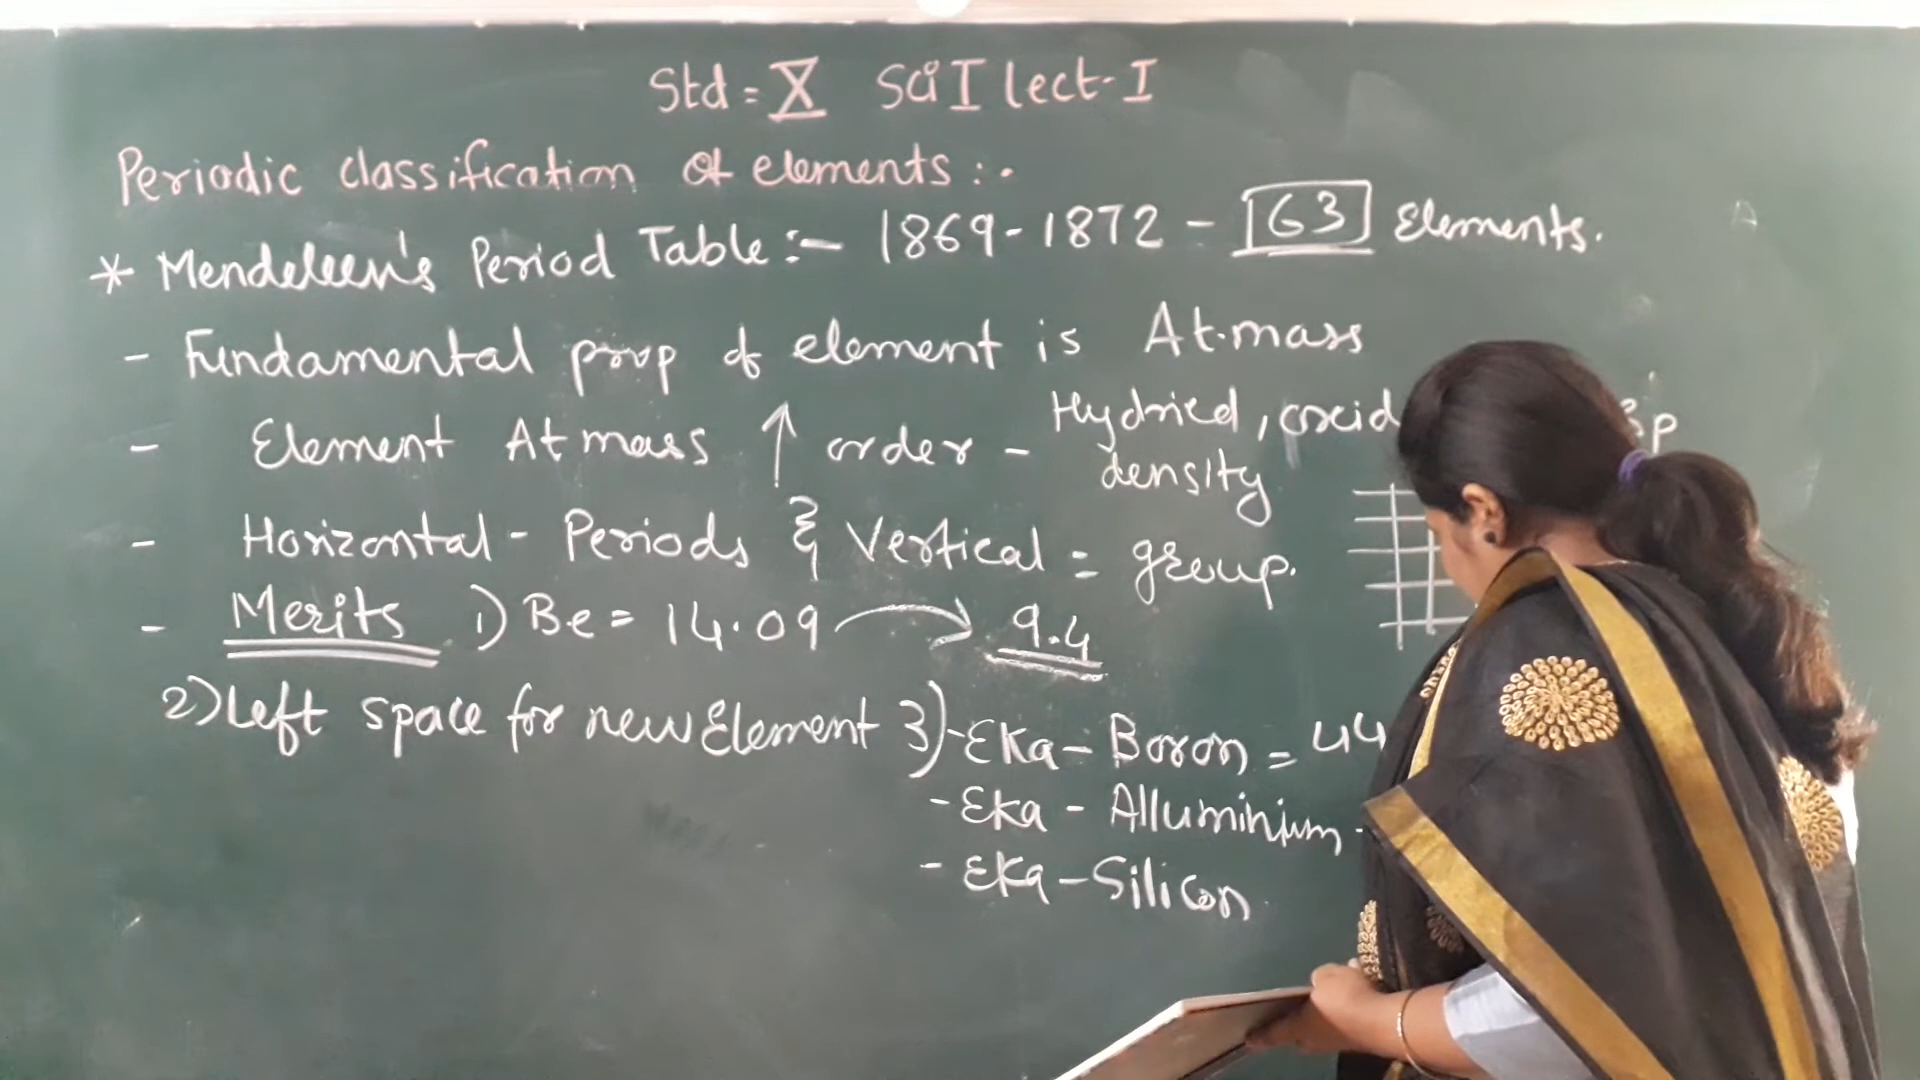 Std = X Sci I lect-I
Periodic classification of elements :-
* Mendeleev's Period Table :- 1869-1872 - 63 Elements.
- Fundamental prop of element is At.mass
- Element At mass ↑ order - Hydried, oxid
density
- Horizontal - Periods & Vertical = group.
- Merits 1) Be = 14.09 → 9.4
2) Left space for new Element 3) - Eka - Boron = 44
- Eka - Alluminium -
- Eka - Silicon